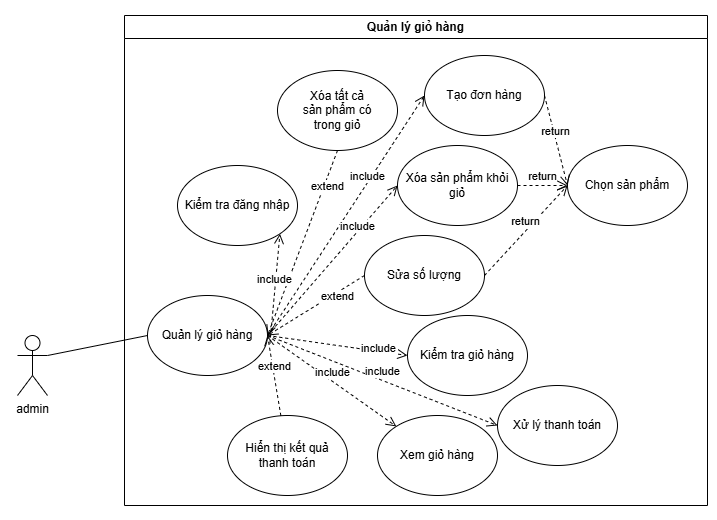 Quản lý giỏ hàng
Xóa tất cả
sản phẩm có
trong giỏ
Tạo đơn hàng
return
extend
include
Xóa sản phẩm khỏi
giỏ
return
Chọn sản phẩm
Kiểm tra đăng nhập
include
return
include
Sửa số lượng
extend
Quản lý giỏ hàng
include
Kiểm tra giỏ hàng
extend
include
include
admin
Hiển thị kết quả
thanh toán
Xem giỏ hàng
Xử lý thanh toán